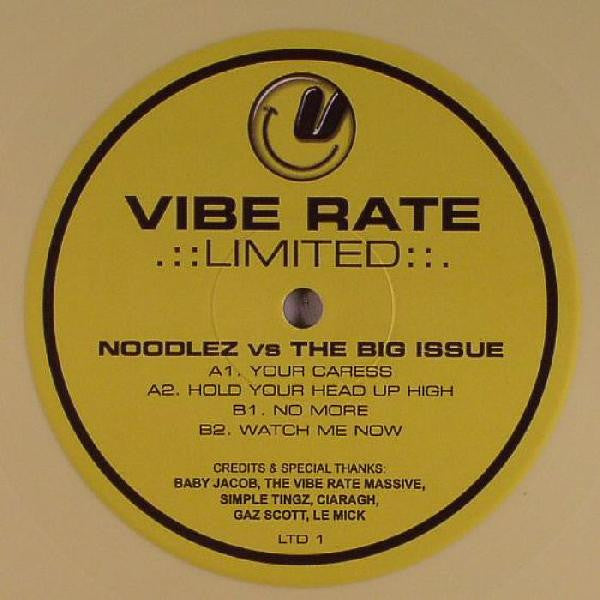 VIBE RATE
.::LIMITED::.
NOODLEZ vs THE BIG ISSUE
A1. YOUR CARESS
A2. HOLD YOUR HEAD UP HIGH
B1. NO MORE
B2. WATCH ME NOW
CREDITS & SPECIAL THANKS:
BABY JACOB, THE VIBE RATE MASSIVE,
SIMPLE TINGZ, CIARAGH,
GAZ SCOTT, LE MICK
LTD 1